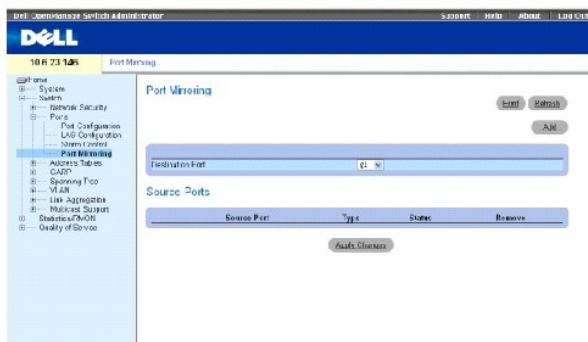 Dell OpenManage Switch Administrator
Support Help About Log Out
DELL
10.6.23.146 Port Mirroring
Home
System
Switch
Network Security
Ports
Port Configuration
LAG Configuration
Storm Control
Port Mirroring
Address Tables
GARP
Spanning Tree
VLAN
Link Aggregation
Multicast Support
Statistics/RMON
Quality of Service
Port Mirroring
Print Refresh
Add
Destination Port g1
Source Ports
Source Port Type Status Remove
Apply Changes